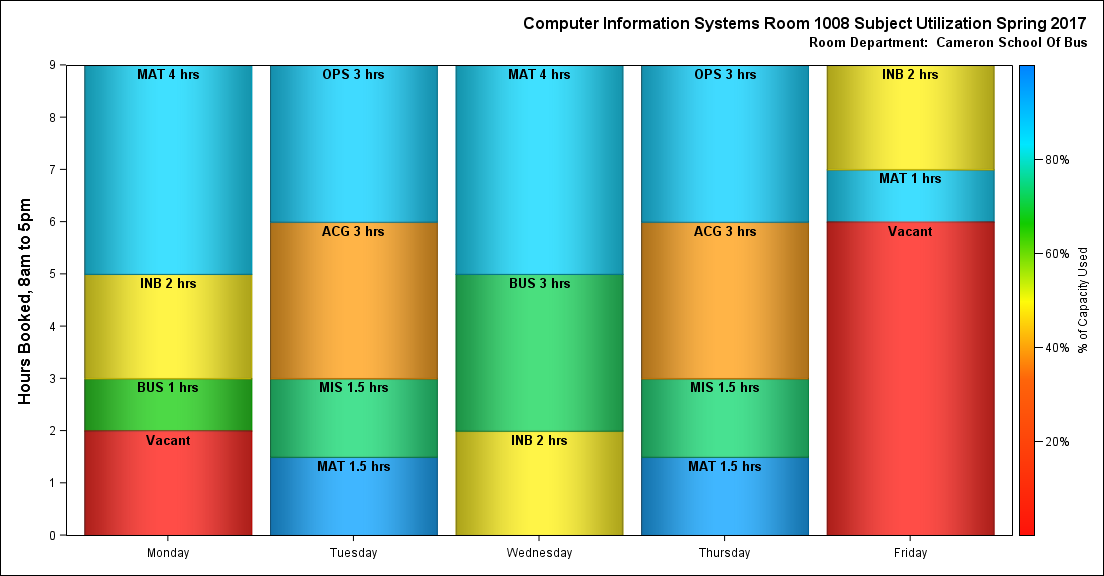 Computer Information Systems Room 1008 Subject Utilization Spring 2017
Room Department:  Cameron School Of Bus
Hours Booked, 8am to 5pm
9
8
7
6
5
4
3
2
1
0
MAT 4 hrs
INB 2 hrs
BUS 1 hrs
Vacant
Monday
OPS 3 hrs
ACG 3 hrs
MIS 1.5 hrs
MAT 1.5 hrs
Tuesday
MAT 4 hrs
BUS 3 hrs
INB 2 hrs
Wednesday
OPS 3 hrs
ACG 3 hrs
MIS 1.5 hrs
MAT 1.5 hrs
Thursday
INB 2 hrs
MAT 1 hrs
Vacant
Friday
80%
60%
40%
20%
% of Capacity Used